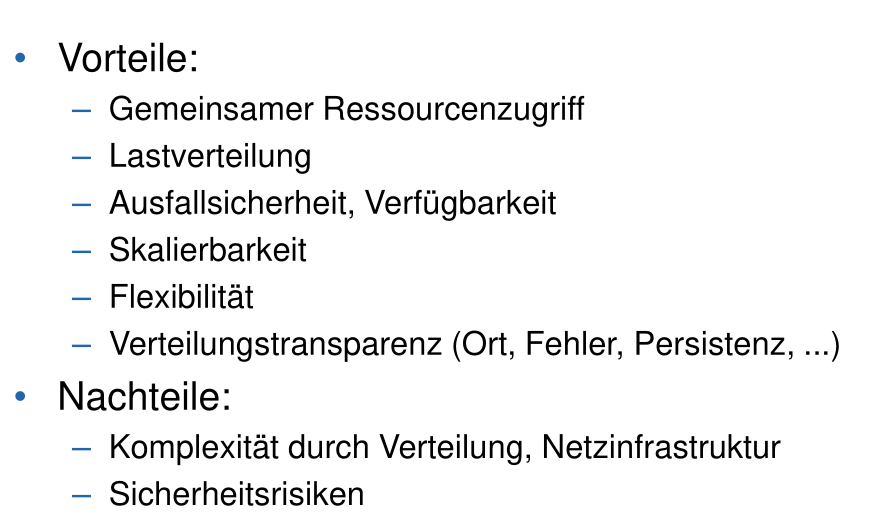 • Vorteile:
– Gemeinsamer Ressourcenzugriff
– Lastverteilung
– Ausfallsicherheit, Verfügbarkeit
– Skalierbarkeit
– Flexibilität
– Verteilungstransparenz (Ort, Fehler, Persistenz, ...)
• Nachteile:
– Komplexität durch Verteilung, Netzinfrastruktur
– Sicherheitsrisiken